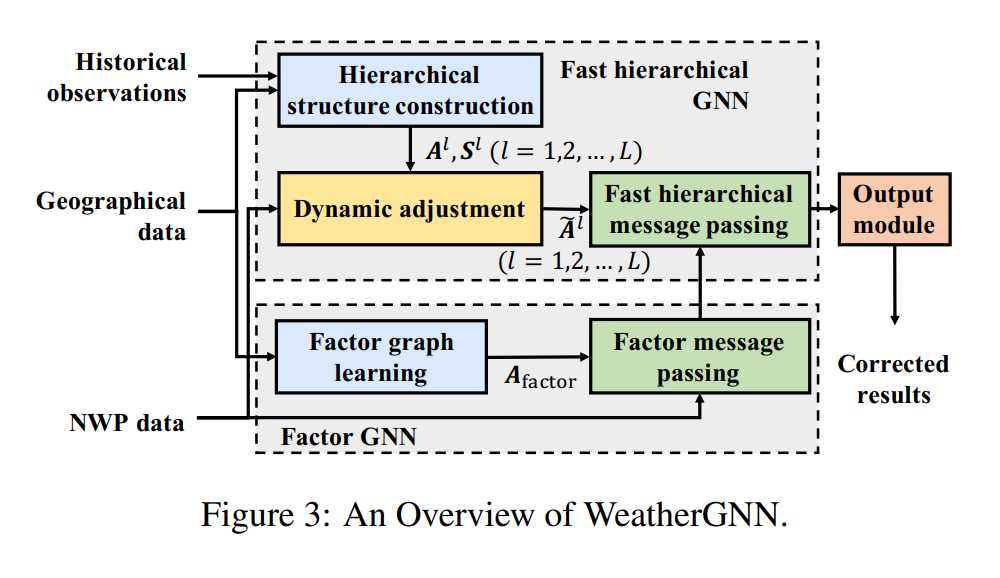 Historical
observations
Hierarchical
structure construction
Fast hierarchical
GNN
A^l, S^l (l = 1,2, ..., L)
Geographical
data
Dynamic adjustment
Ã^l
(l = 1,2, ..., L)
Fast hierarchical
message passing
Output
module
Factor graph
learning
A_factor
Factor message
passing
Corrected
results
NWP data
Factor GNN
Figure 3: An Overview of WeatherGNN.